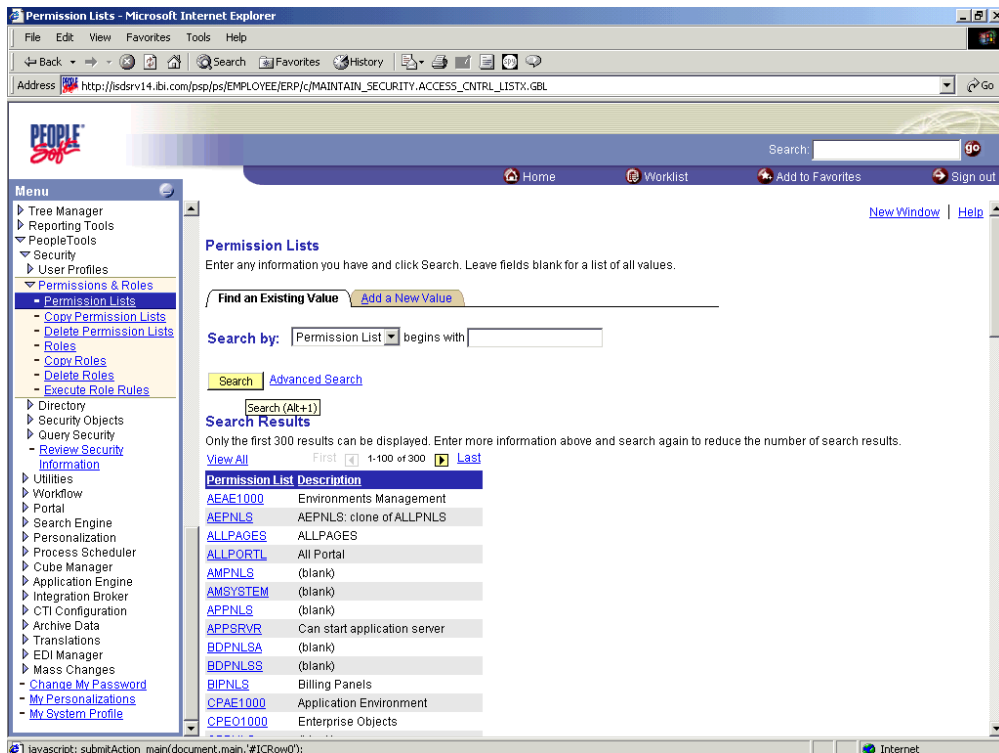 Permission Lists - Microsoft Internet Explorer
File Edit View Favorites Tools Help
Back Search Favorites History
Address http://isdsrv14.ibi.com/psp/ps/EMPLOYEE/ERP/c/MAINTAIN_SECURITY.ACCESS_CNTRL_LISTX.GBL Go
PEOPLE Soft
Search: go
Home Worklist Add to Favorites Sign out
Menu
Tree Manager
Reporting Tools
PeopleTools
Security
User Profiles
Permissions & Roles
- Permission Lists
- Copy Permission Lists
- Delete Permission Lists
- Roles
- Copy Roles
- Delete Roles
- Execute Role Rules
Directory
Security Objects
Query Security
- Review Security
Information
Utilities
Workflow
Portal
Search Engine
Personalization
Process Scheduler
Cube Manager
Application Engine
Integration Broker
CTI Configuration
Archive Data
Translations
EDI Manager
Mass Changes
- Change My Password
- My Personalizations
- My System Profile
New Window | Help
Permission Lists
Enter any information you have and click Search. Leave fields blank for a list of all values.
Find an Existing Value Add a New Value
Search by: Permission List begins with
Search Advanced Search
Search (Alt+1)
Search Results
Only the first 300 results can be displayed. Enter more information above and search again to reduce the number of search results.
View All First 1-100 of 300 Last
Permission List Description
AEAE1000 Environments Management
AEPNLS AEPNLS: clone of ALLPNLS
ALLPAGES ALLPAGES
ALLPORTL All Portal
AMPNLS (blank)
AMSYSTEM (blank)
APPNLS (blank)
APPSRVR Can start application server
BDPNLSA (blank)
BDPNLSS (blank)
BIPNLS Billing Panels
CPAE1000 Application Environment
CPEO1000 Enterprise Objects
javascript: submitAction_main(document.main,'#ICRow0'); Internet